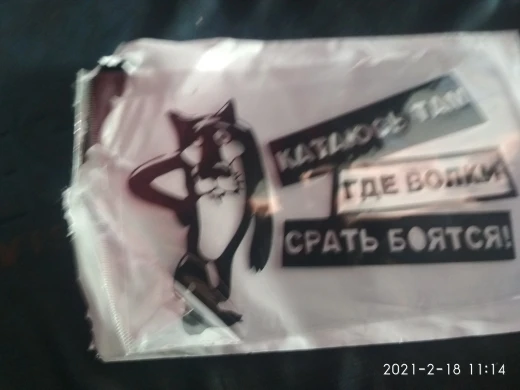 КАТАЮСЬ ТАМ
ГДЕ ВОЛКИ
СРАТЬ БОЯТСЯ!
2021-2-18 11:14